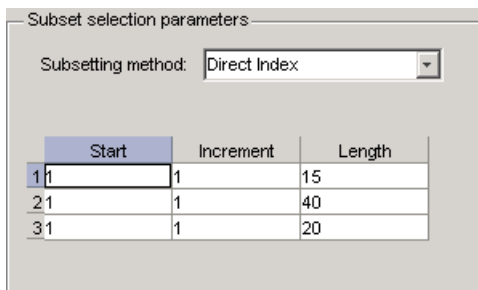 Subset selection parameters
Subsetting method: Direct Index
Start Increment Length
1 1 1 15
2 1 1 40
3 1 1 20